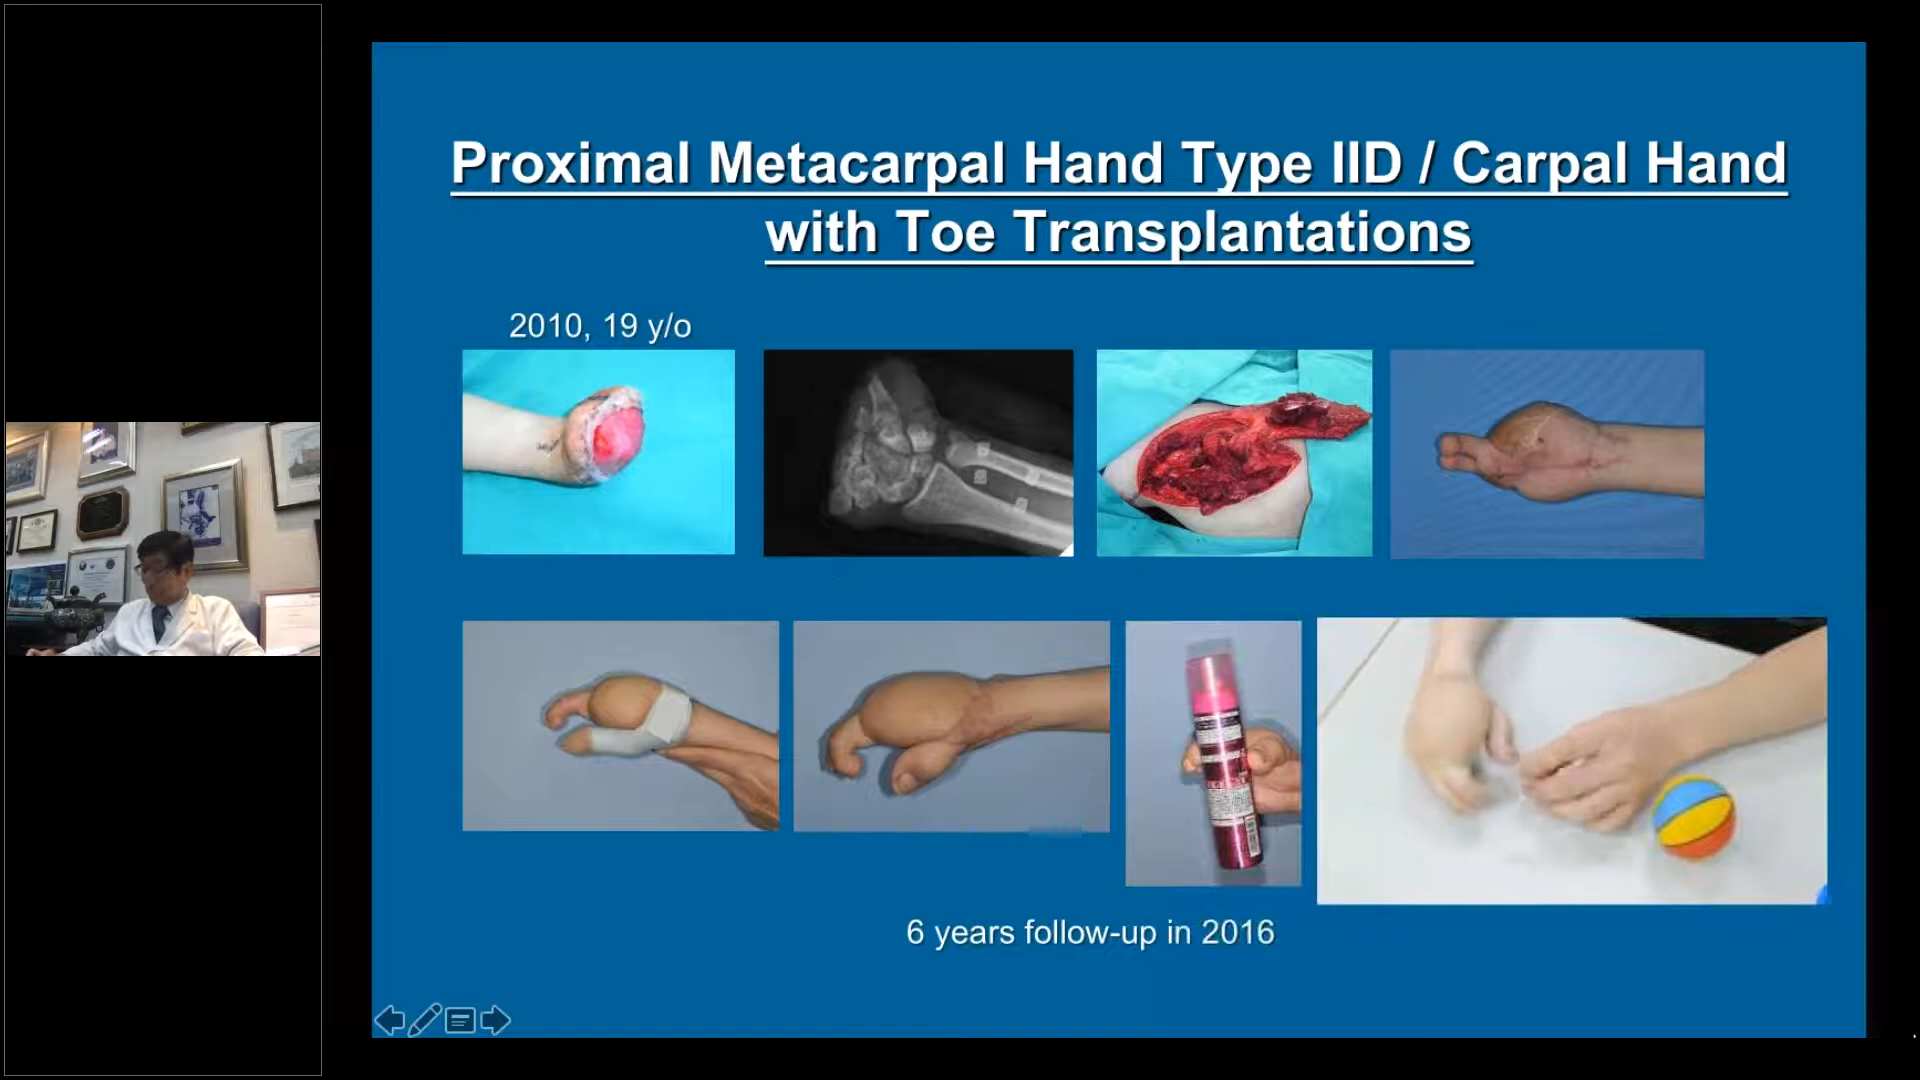 Proximal Metacarpal Hand Type IID / Carpal Hand
with Toe Transplantations
2010, 19 y/o
6 years follow-up in 2016